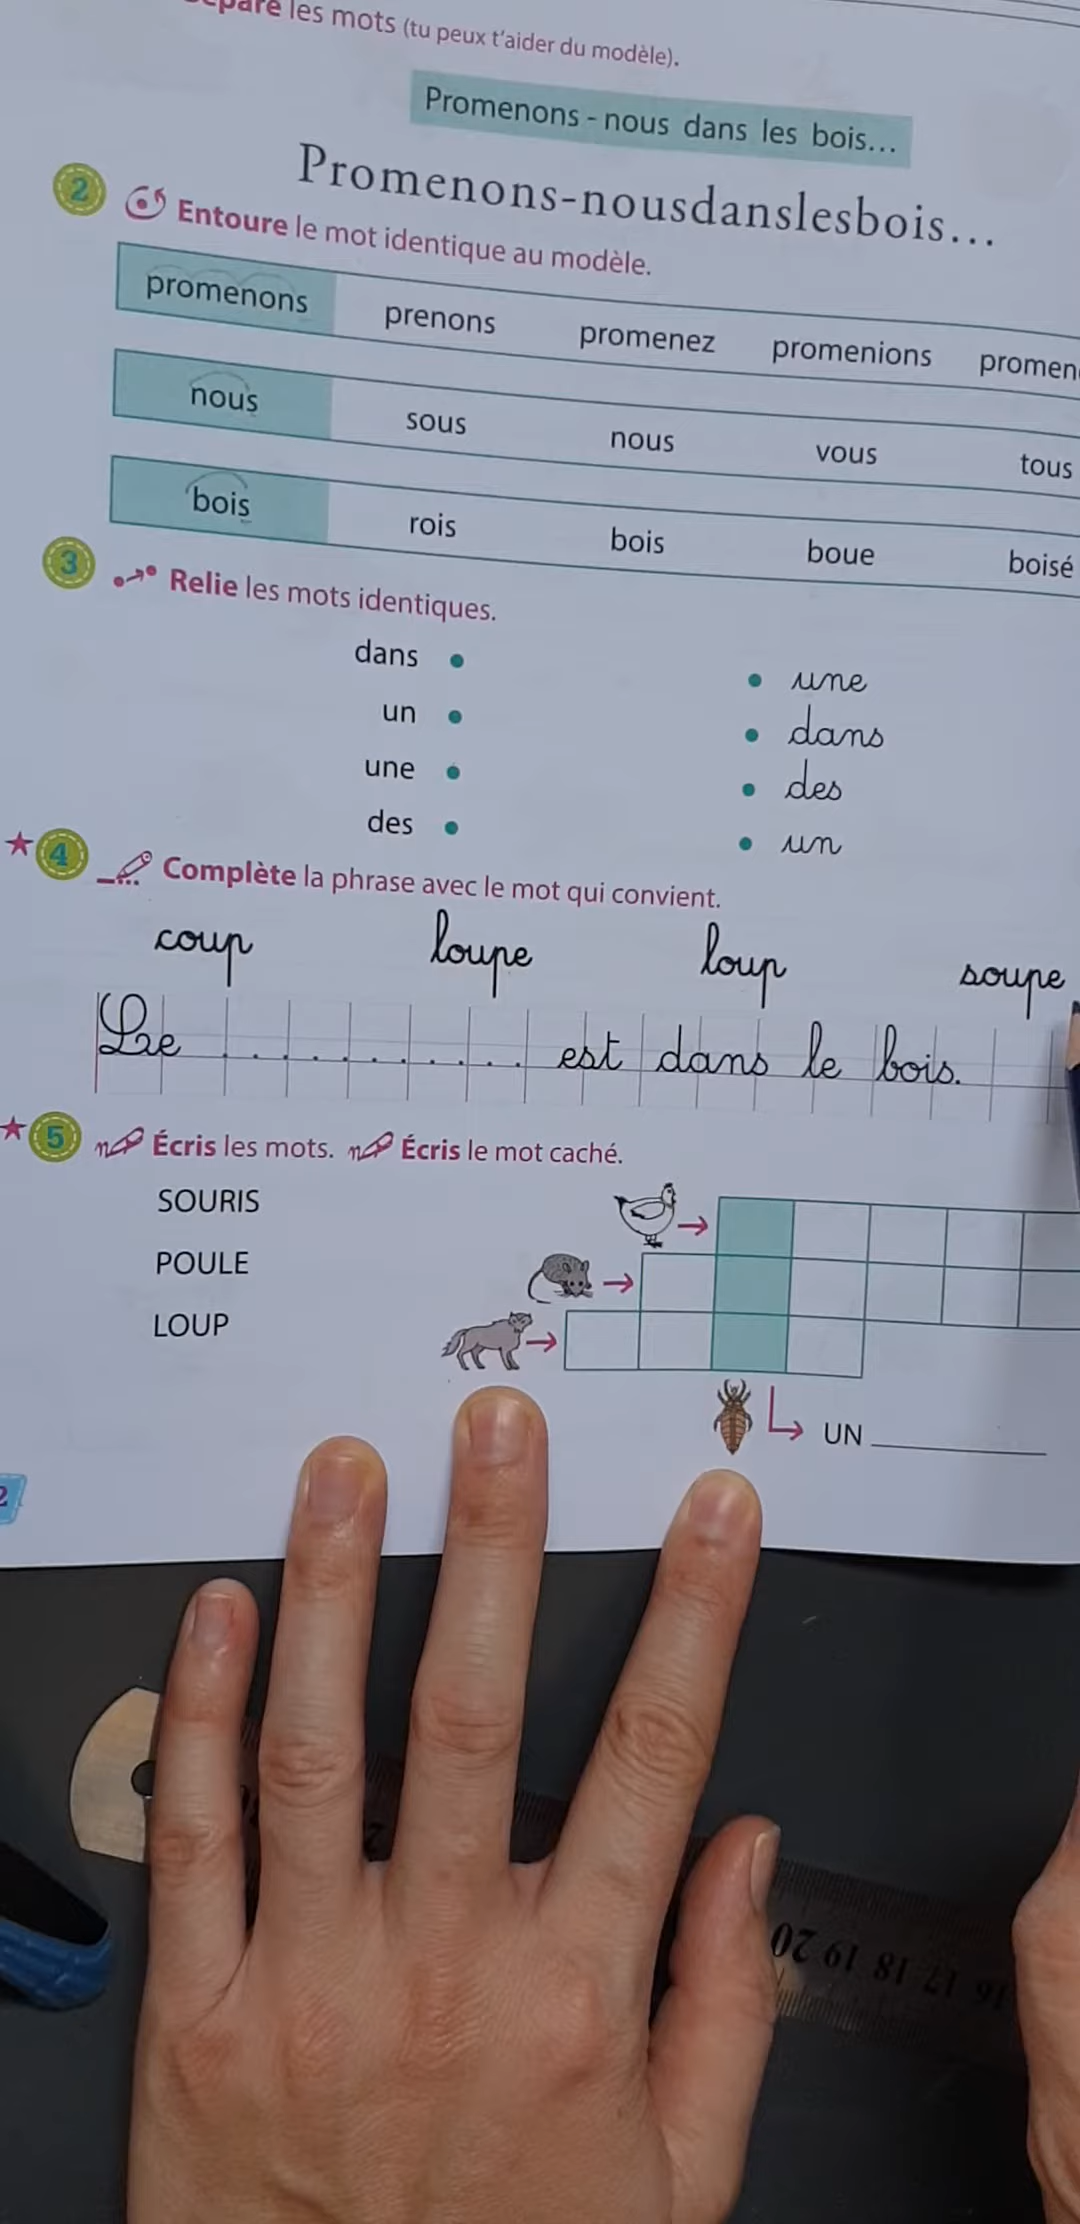 les mots (tu peux t'aider du modèle).
Promenons - nous dans les bois...
Promenons-nousdanslesbois...
2 Entoure le mot identique au modèle.
promenons prenons promenez promenions
nous sous nous vous tous
bois rois bois boue boisé
3 Relie les mots identiques.
dans une
un dans
une des
des un
4 Complète la phrase avec le mot qui convient.
coup loupe loup soupe
Le .......... est dans le bois.
5 Écris les mots. Écris le mot caché.
SOURIS
POULE
LOUP
UN
16 17 18 19 20